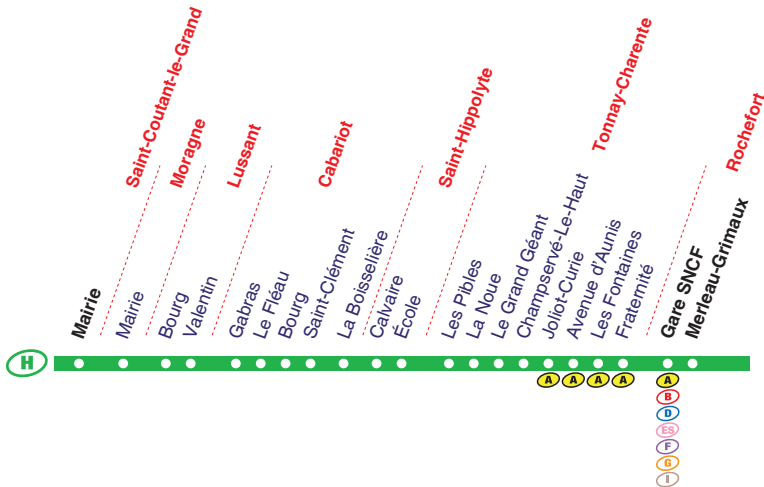 Saint-Coutant-le-Grand
Moragne
Lussant
Cabariot
Saint-Hippolyte
Tonnay-Charente
Rochefort
Mairie
Mairie
Bourg
Valentin
Gabras
Le Fléau
Bourg
Saint-Clément
La Boisselière
Calvaire
École
Les Pibles
La Noue
Le Grand Géant
Champservé-Le-Haut
Joliot-Curie
Avenue d'Aunis
Les Fontaines
Fraternité
Gare SNCF
Merleau-Grimaux
H
A
A
A
A
A
B
D
ES
F
G
I